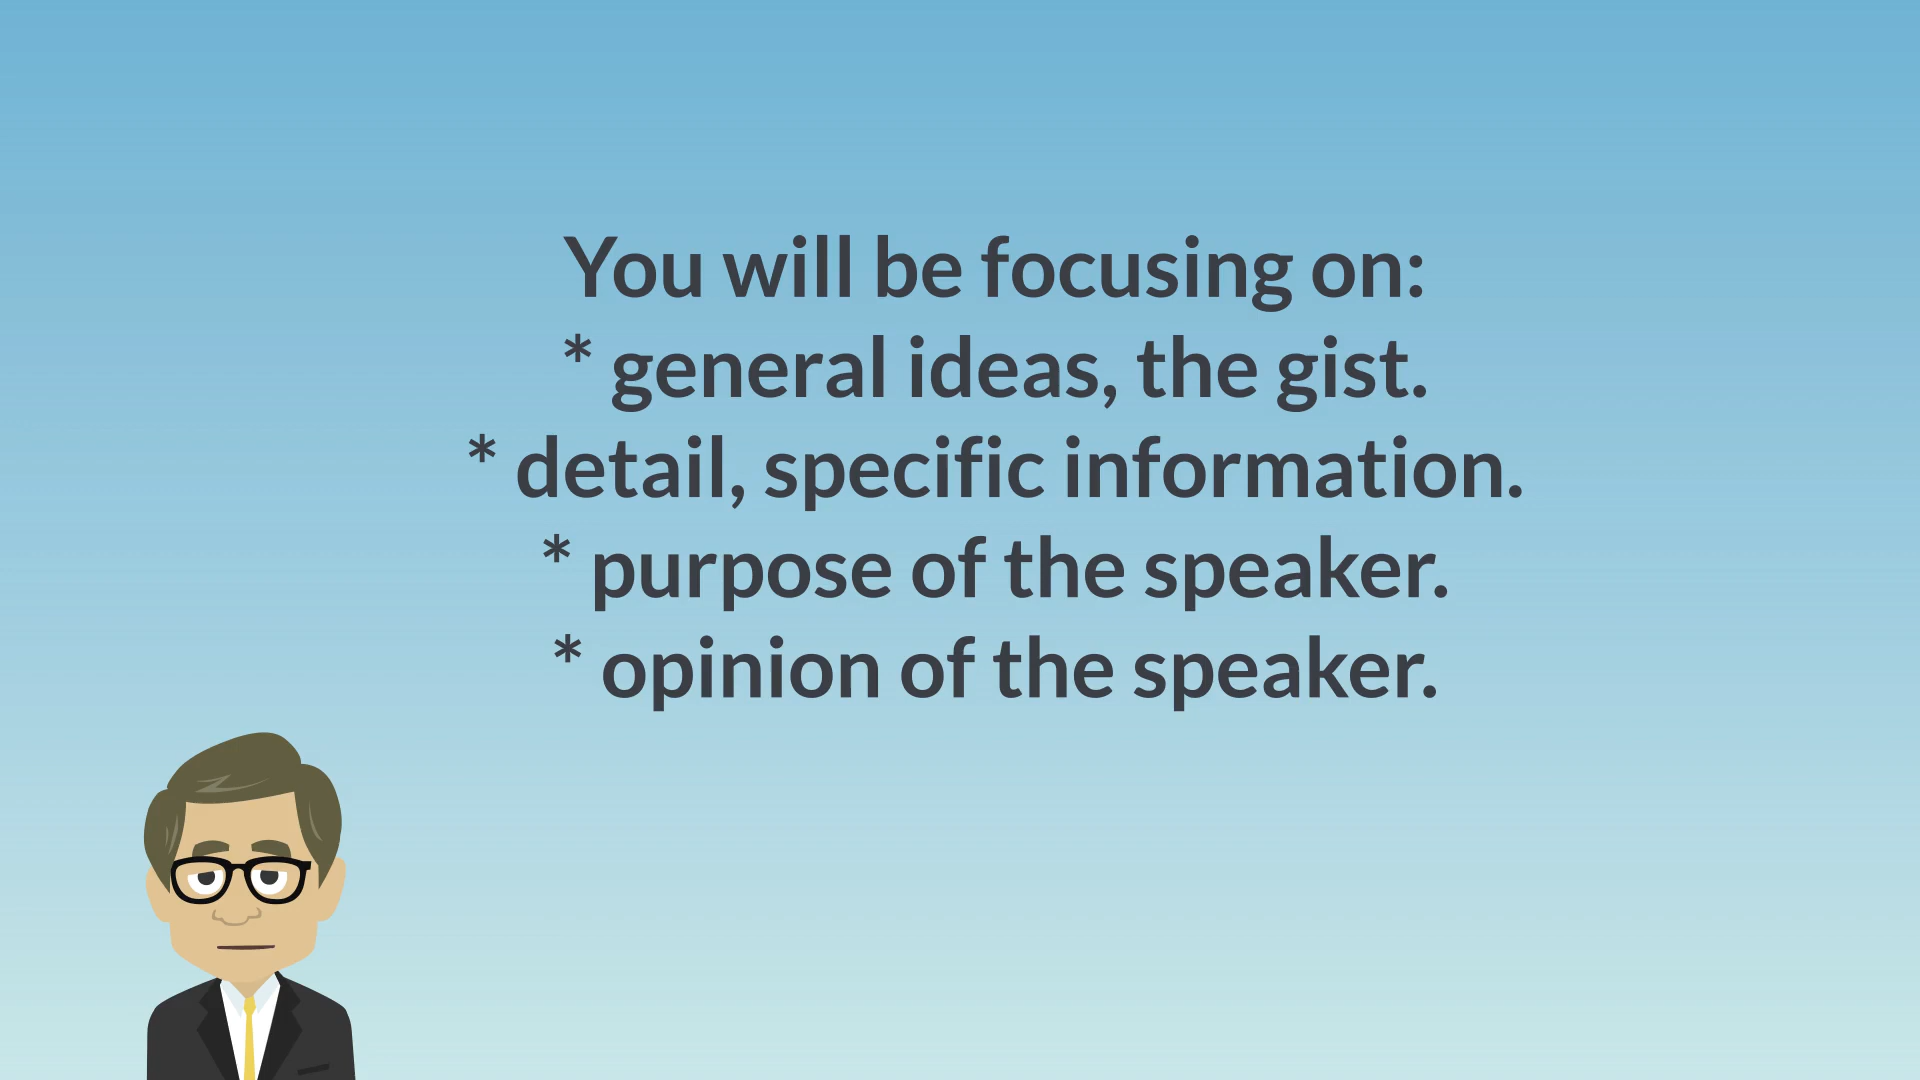 You will be focusing on:
* general ideas, the gist.
* detail, specific information.
* purpose of the speaker.
* opinion of the speaker.